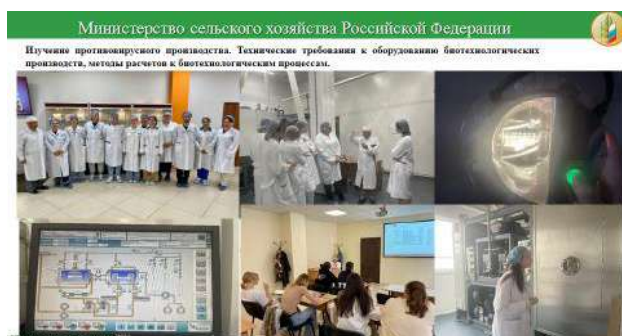 Министерство сельского хозяйства Российской Федерации
Изучение противовирусного производства. Технические требования к оборудованию биотехнологических
производств, методы расчетов к биотехнологическим процессам.